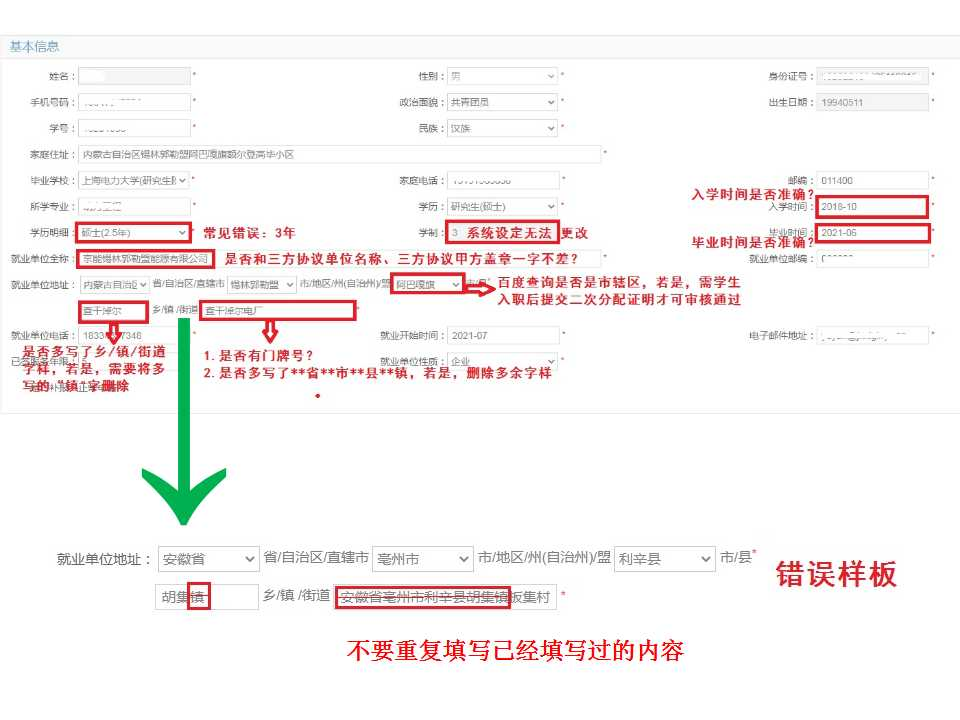 基本信息
姓名： * 性别： 男 * 身份证号： *
手机号码： * 政治面貌： 共青团员 * 出生日期： 19940511 *
学号： * 民族： 汉族 *
家庭住址： 内蒙古自治区锡林郭勒盟阿巴嘎旗额尔登高毕小区 *
毕业学校： 上海电力大学(研究生 * 家庭电话： * 邮编： 011400 *
入学时间是否准确？
所学专业： * 学历： 研究生(硕士) * 入学时间： 2018-10 *
学历明细： 硕士(2.5年) * 常见错误：3年 学制： 3 系统设定无法更改 毕业时间： 2021-05 *
毕业时间是否准确？
就业单位全称： 京能锡林郭勒盟能源有限公司 是否和三方协议单位名称、三方协议甲方盖章一字不差？ * 就业单位邮编： *
就业单位地址： 内蒙古自治区 省/自治区/直辖市 锡林郭勒盟 市/地区/州(自治州)/盟 阿巴嘎旗 市/县 *
百度查询是否是市辖区，若是，需学生
入职后提交二次分配证明才可审核通过
查干淖尔 乡/镇 /街道 查干淖尔电厂 *
就业单位电话： * 就业开始时间： 2021-07 * 电子邮件地址： *
是否多写了乡/镇/街道
字样，若是，需要将多
写的“镇”字删除
1. 是否有门牌号？
2. 是否多写了**省**市**县**镇，若是，删除多余字样
.
就业单位性质： 企业 *
就业单位地址： 安徽省 省/自治区/直辖市 亳州市 市/地区/州(自治州)/盟 利辛县 市/县 *
胡集镇 乡/镇 /街道 安徽省亳州市利辛县胡集镇板集村 *
错误样板
不要重复填写已经填写过的内容